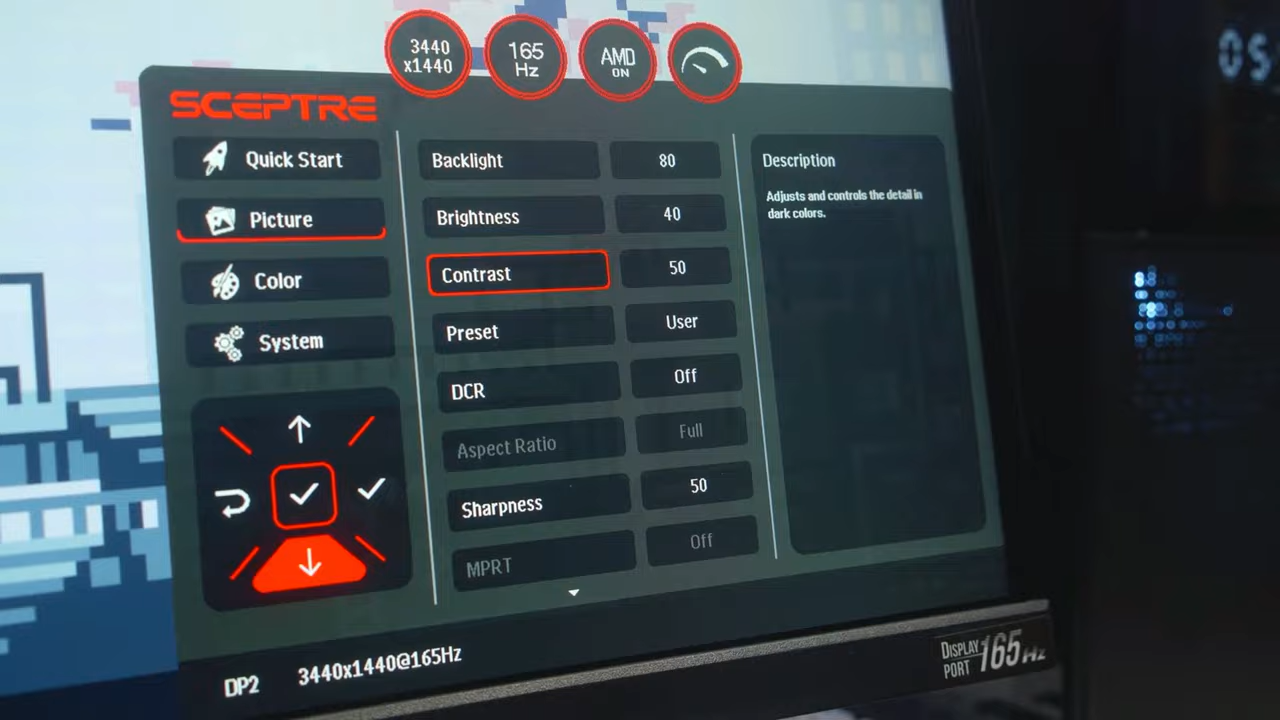 3440
x1440
165
Hz
AMD
ON
05
SCEPTRE
Quick Start
Picture
Color
System
Backlight 80
Brightness 40
Contrast 50
Preset User
DCR Off
Aspect Ratio Full
Sharpness 50
MPRT Off
Description
Adjusts and controls the detail in
dark colors.
DP2 3440x1440@165Hz
DISPLAY
PORT
165Hz